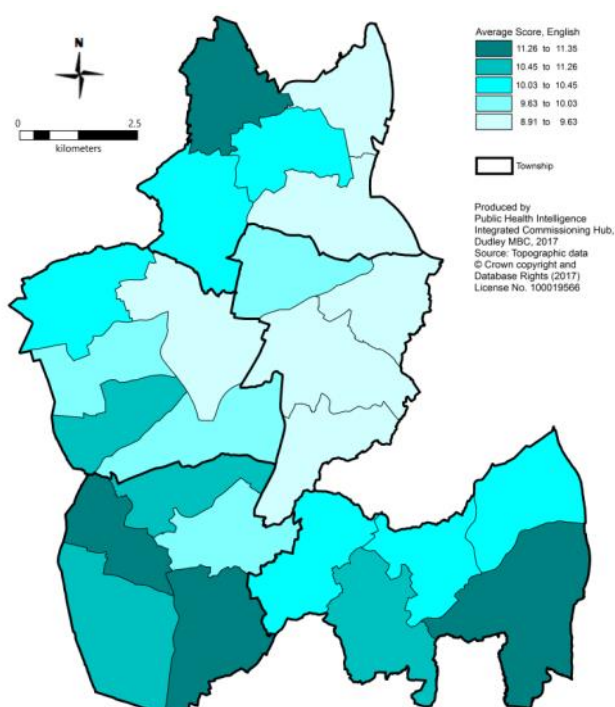 N
0 2.5
kilometers
Average Score, English
11.26 to 11.35
10.45 to 11.26
10.03 to 10.45
9.63 to 10.03
8.91 to 9.63
Township
Produced by
Public Health Intelligence
Integrated Commissioning Hub,
Dudley MBC, 2017
Source: Topographic data
© Crown copyright and
Database Rights (2017)
License No. 100019566